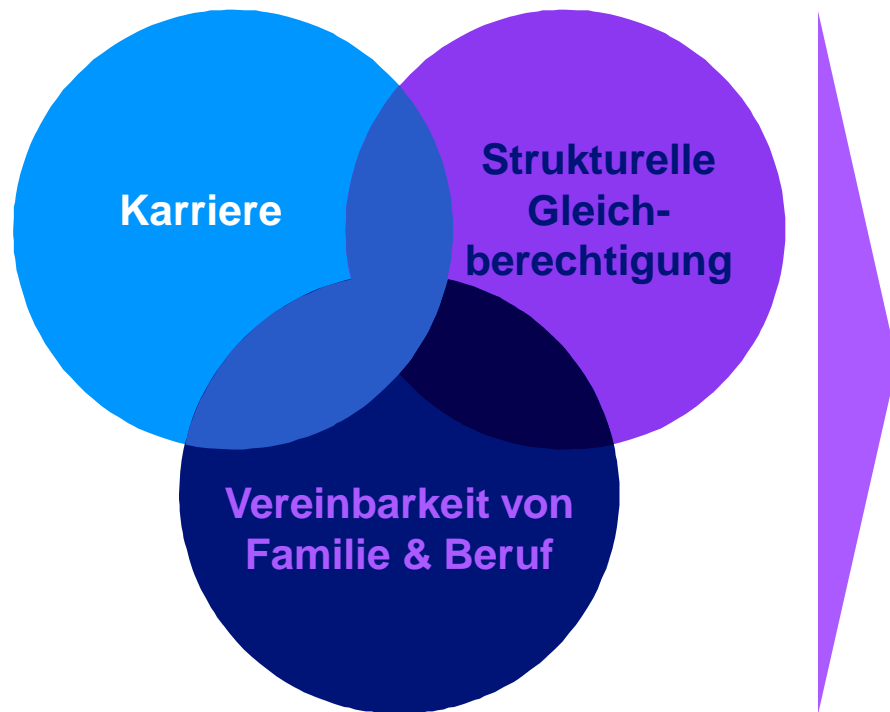 Karriere
Strukturelle
Gleich-
berechtigung
Vereinbarkeit von
Familie & Beruf